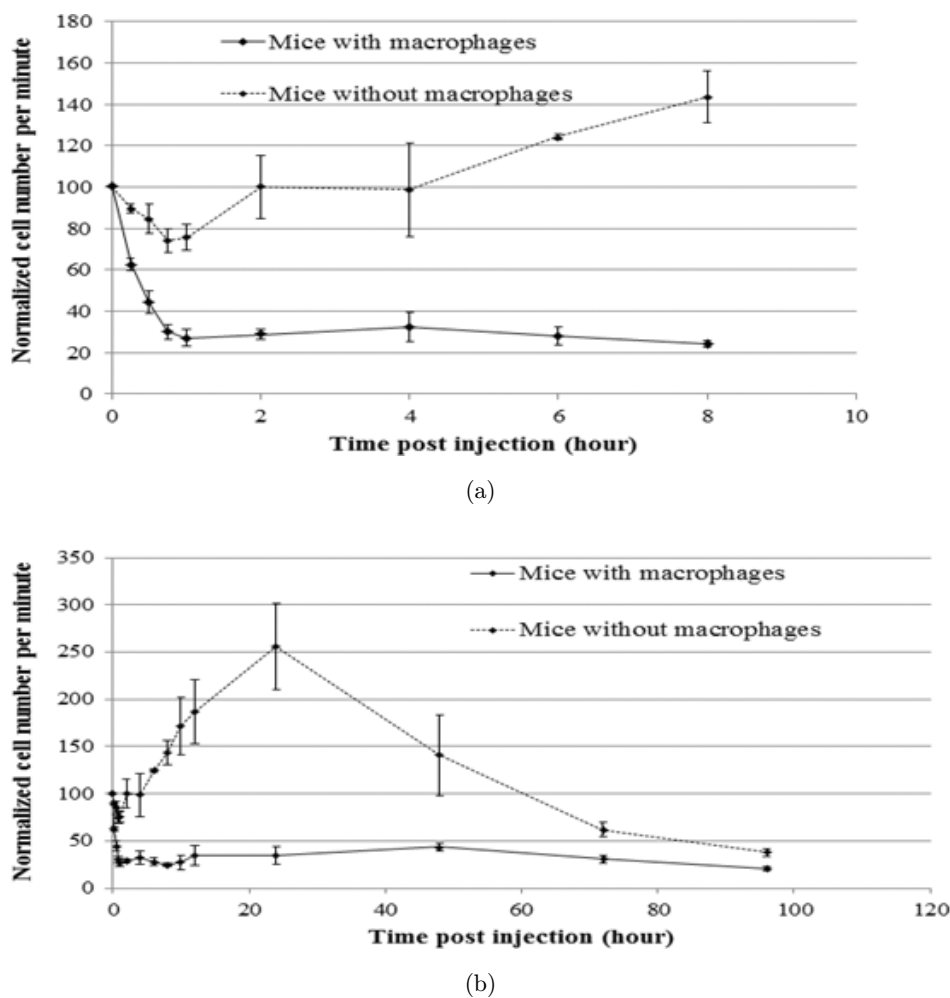 180
160
140
120
100
80
60
40
20
0
Normalized cell number per minute
Mice with macrophages
Mice without macrophages
0 2 4 6 8 10
Time post injection (hour)
(a)
350
300
250
200
150
100
50
0
Normalized cell number per minute
Mice with macrophages
Mice without macrophages
0 20 40 60 80 100 120
Time post injection (hour)
(b)